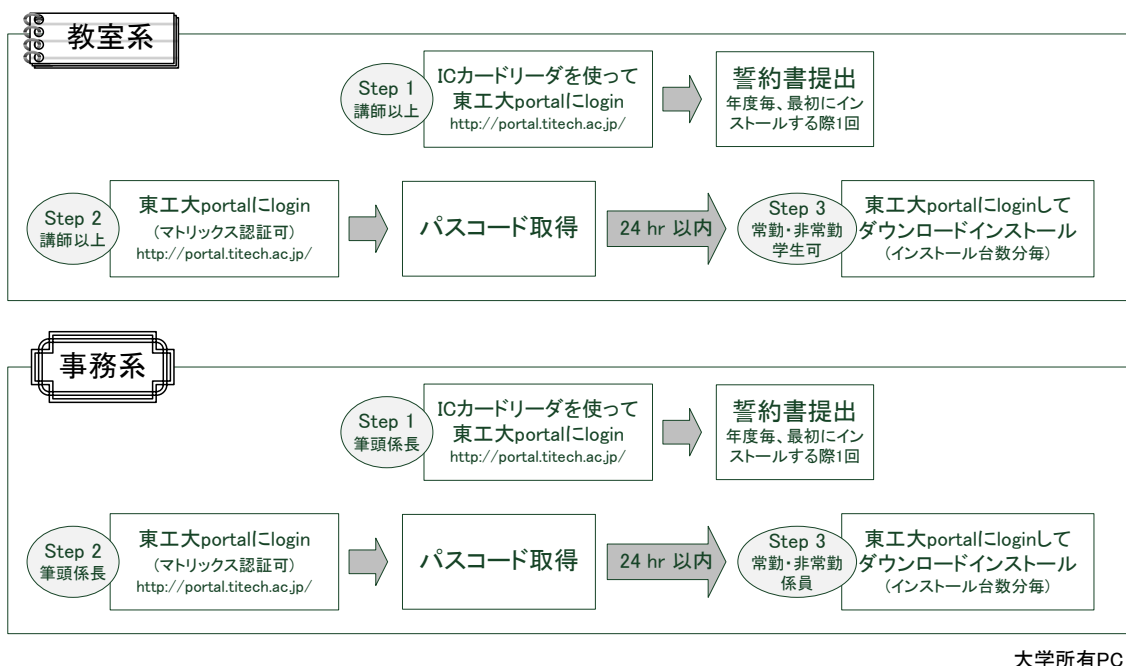 教室系
Step 1
講師以上
ICカードリーダを使って
東工大portalにlogin
http://portal.titech.ac.jp/
誓約書提出
年度毎、最初にイン
ストールする際1回
Step 2
講師以上
東工大portalにlogin
(マトリックス認証可)
http://portal.titech.ac.jp/
パスコード取得
24 hr 以内
Step 3
常勤・非常勤
学生可
東工大portalにloginして
ダウンロードインストール
(インストール台数分毎)
事務系
Step 1
筆頭係長
ICカードリーダを使って
東工大portalにlogin
http://portal.titech.ac.jp/
誓約書提出
年度毎、最初にイン
ストールする際1回
Step 2
筆頭係長
東工大portalにlogin
(マトリックス認証可)
http://portal.titech.ac.jp/
パスコード取得
24 hr 以内
Step 3
常勤・非常勤
係員
東工大portalにloginして
ダウンロードインストール
(インストール台数分毎)
大学所有PC